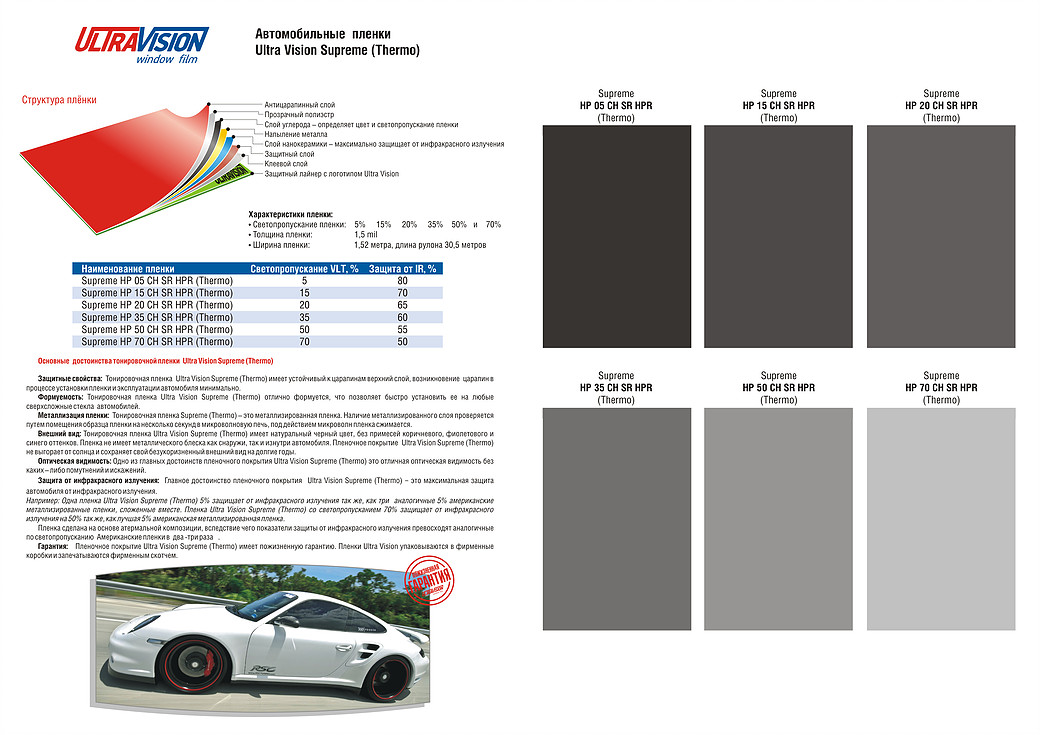 ULTRAVISION
window film
Автомобильные пленки
Ultra Vision Supreme (Thermo)
Структура плёнки
Антицарапинный слой
Прозрачный полиэстр
Слой углерода – определяет цвет и светопропускание пленки
Напыление металла
Слой нанокерамики – максимально защищает от инфракрасного излучения
Защитный слой
Клеевой слой
Защитный лайнер с логотипом Ultra Vision
ULTRAVISION
Характеристики пленки:
• Светопропускание пленки: 5% 15% 20% 35% 50% и 70%
• Толщина пленки: 1,5 mil
• Ширина пленки: 1,52 метра, длина рулона 30,5 метров
Наименование пленки Светопропускание VLT, % Защита от IR, %
Supreme HP 05 CH SR HPR (Thermo) 5 80
Supreme HP 15 CH SR HPR (Thermo) 15 70
Supreme HP 20 CH SR HPR (Thermo) 20 65
Supreme HP 35 CH SR HPR (Thermo) 35 60
Supreme HP 50 CH SR HPR (Thermo) 50 55
Supreme HP 70 CH SR HPR (Thermo) 70 50
Основные достоинства тонировочной пленки Ultra Vision Supreme (Thermo)
Защитные свойства: Тонировочная пленка Ultra Vision Supreme (Thermo) имеет устойчивый к царапинам верхний слой, возникновение царапин в
процессе установки пленки и эксплуатации автомобиля минимально.
Формуемость: Тонировочная пленка Ultra Vision Supreme (Thermo) отлично формуется, что позволяет быстро установить ее на любые
сверхсложные стекла автомобилей.
Металлизация пленки: Тонировочная пленка Supreme (Thermo) – это металлизированная пленка. Наличие металлизированного слоя проверяется
путем помещения образца пленки на несколько секунд в микроволновую печь, под действием микроволн пленка сжимается.
Внешний вид: Тонировочная пленка Ultra Vision Supreme (Thermo) имеет натуральный черный цвет, без примесей коричневого, фиолетового и
синего оттенков. Пленка не имеет металлического блеска как снаружи, так и изнутри автомобиля. Пленочное покрытие Ultra Vision Supreme (Thermo)
не выгорает от солнца и сохраняет свой безукоризненный внешний вид на долгие годы.
Оптическая видимость: Одно из главных достоинств пленочного покрытия Ultra Vision Supreme (Thermo) это отличная оптическая видимость без
каких – либо помутнений и искажений.
Защита от инфракрасного излучения: Главное достоинство пленочного покрытия Ultra Vision Supreme (Thermo) – это максимальная защита
автомобиля от инфракрасного излучения.
Например: Одна пленка Ultra Vision Supreme (Thermo) 5% защищает от инфракрасного излучения так же, как три аналогичные 5% американские
металлизированные пленки, сложенные вместе. Пленка Ultra Vision Supreme (Thermo) со светопропусканием 70% защищает от инфракрасного
излучения на 50% так же, как лучшая 5% американская металлизированная пленка.
Пленка сделана на основе атермальной композиции, вследствие чего показатели защиты от инфракрасного излучения превосходят аналогичные
по светопропусканию Американские пленки в два - три раза .
Гарантия: Пленочное покрытие Ultra Vision Supreme (Thermo) имеет пожизненную гарантию. Пленки Ultra Vision упаковываются в фирменные
коробки и запечатываются фирменным скотчем.
ПОЖИЗНЕННАЯ
ГАРАНТИЯ
RSC
Supreme
HP 05 CH SR HPR
(Thermo)
Supreme
HP 15 CH SR HPR
(Thermo)
Supreme
HP 20 CH SR HPR
(Thermo)
Supreme
HP 35 CH SR HPR
(Thermo)
Supreme
HP 50 CH SR HPR
(Thermo)
Supreme
HP 70 CH SR HPR
(Thermo)